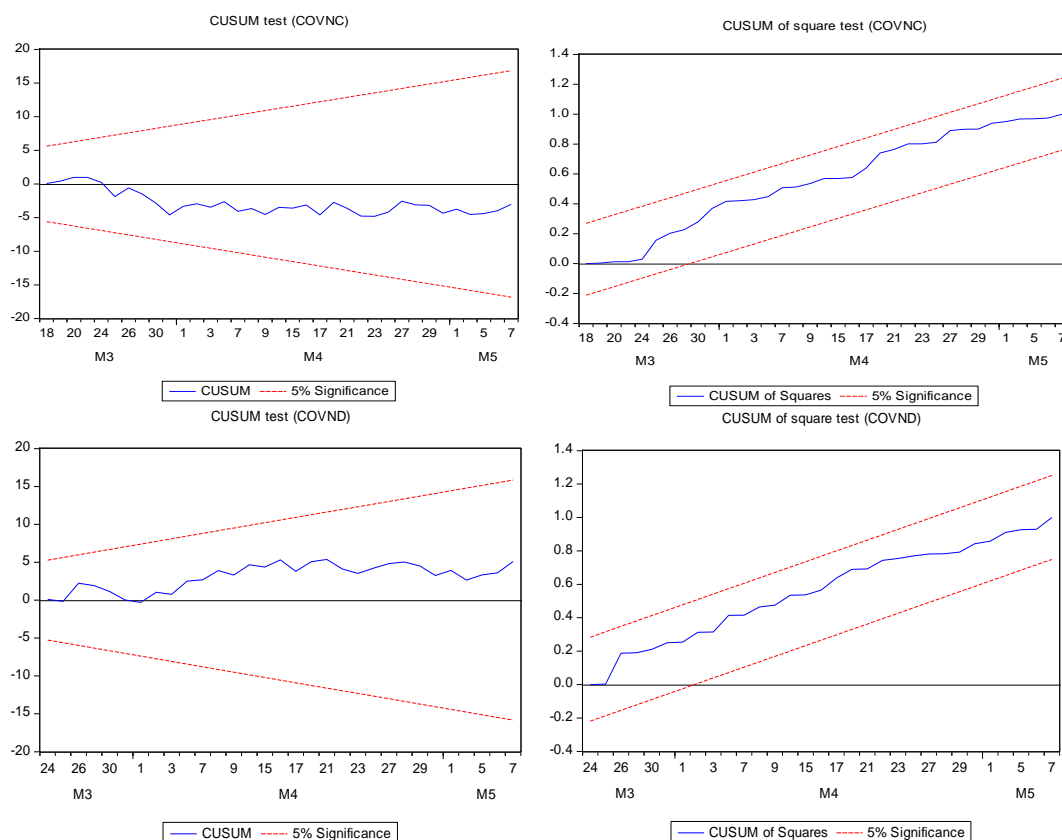 CUSUM test (COVNC)
20
15
10
5
0
-5
-10
-15
-20
18 20 24 26 30 1 3 7 9 15 17 21 23 27 29 1 5 7
M3 M4 M5
CUSUM 5% Significance
CUSUM of square test (COVNC)
1.4
1.2
1.0
0.8
0.6
0.4
0.2
0.0
-0.2
-0.4
18 20 24 26 30 1 3 7 9 15 17 21 23 27 29 1 5 7
M3 M4 M5
CUSUM of Squares 5% Significance
CUSUM test (COVND)
20
15
10
5
0
-5
-10
-15
-20
24 26 30 1 3 7 9 15 17 21 23 27 29 1 5 7
M3 M4 M5
CUSUM 5% Significance
CUSUM of square test (COVND)
1.4
1.2
1.0
0.8
0.6
0.4
0.2
0.0
-0.2
-0.4
24 26 30 1 3 7 9 15 17 21 23 27 29 1 5 7
M3 M4 M5
CUSUM of Squares 5% Significance